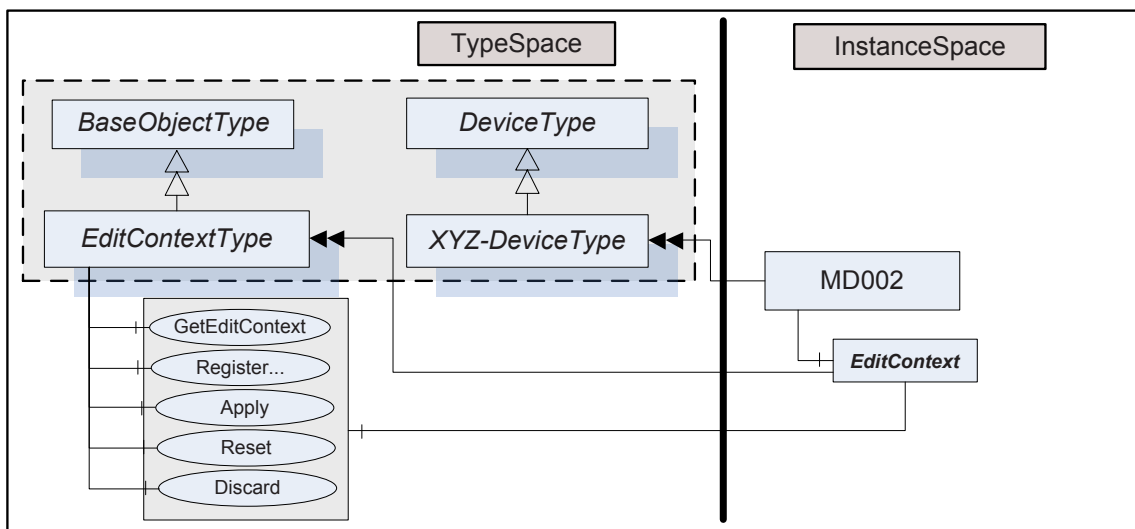 TypeSpace
InstanceSpace
BaseObjectType
DeviceType
EditContextType
XYZ-DeviceType
MD002
GetEditContext
EditContext
Register...
Apply
Reset
Discard